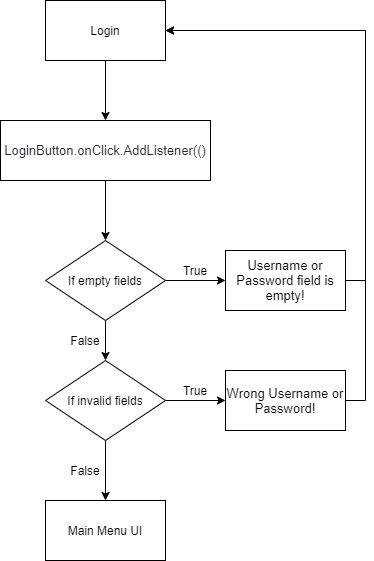 Login
LoginButton.onClick.AddListener(()
If empty fields
True
Username or
Password field is
empty!
False
If invalid fields
True
Wrong Username or
Password!
False
Main Menu UI